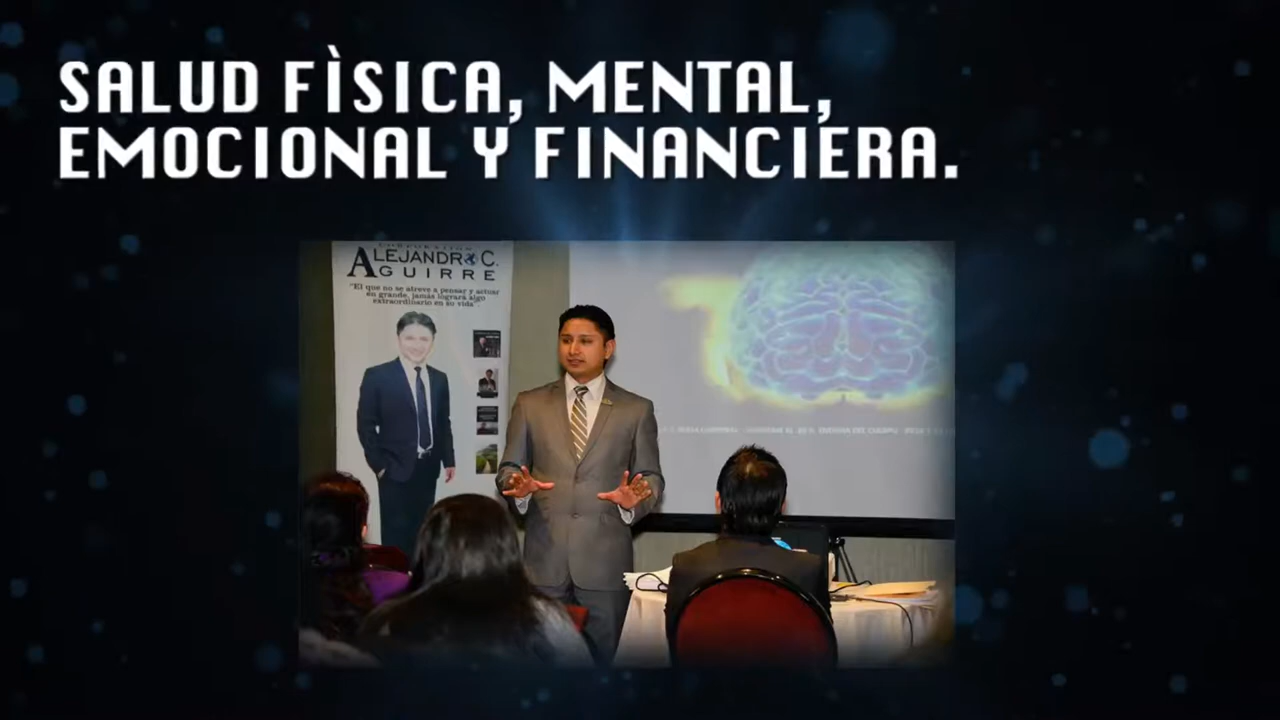 SALUD FÌSICA, MENTAL,
EMOCIONAL Y FINANCIERA.
CORPORATION
ALEJANDRO C.
AGUIRRE
"El que no se atreve a pensar y actuar
en grande, jamás logrará algo
extraordinario en su vida"